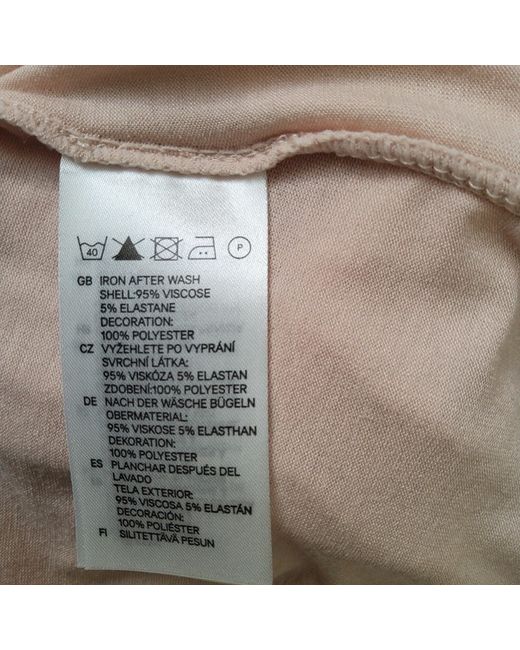 40 P
GB IRON AFTER WASH
SHELL:95% VISCOSE
5% ELASTANE
DECORATION:
100% POLYESTER
CZ VYŽEHLETE PO VYPRÁNÍ
SVRCHNÍ LÁTKA:
95% VISKÓZA 5% ELASTAN
ZDOBENÍ:100% POLYESTER
DE NACH DER WÄSCHE BÜGELN
OBERMATERIAL:
95% VISKOSE 5% ELASTHAN
DEKORATION:
100% POLYESTER
ES PLANCHAR DESPUÉS DEL
LAVADO
TELA EXTERIOR:
95% VISCOSA 5% ELASTÁN
DECORACIÓN:
100% POLIÉSTER
FI SILITETTÄVÄ PESUN